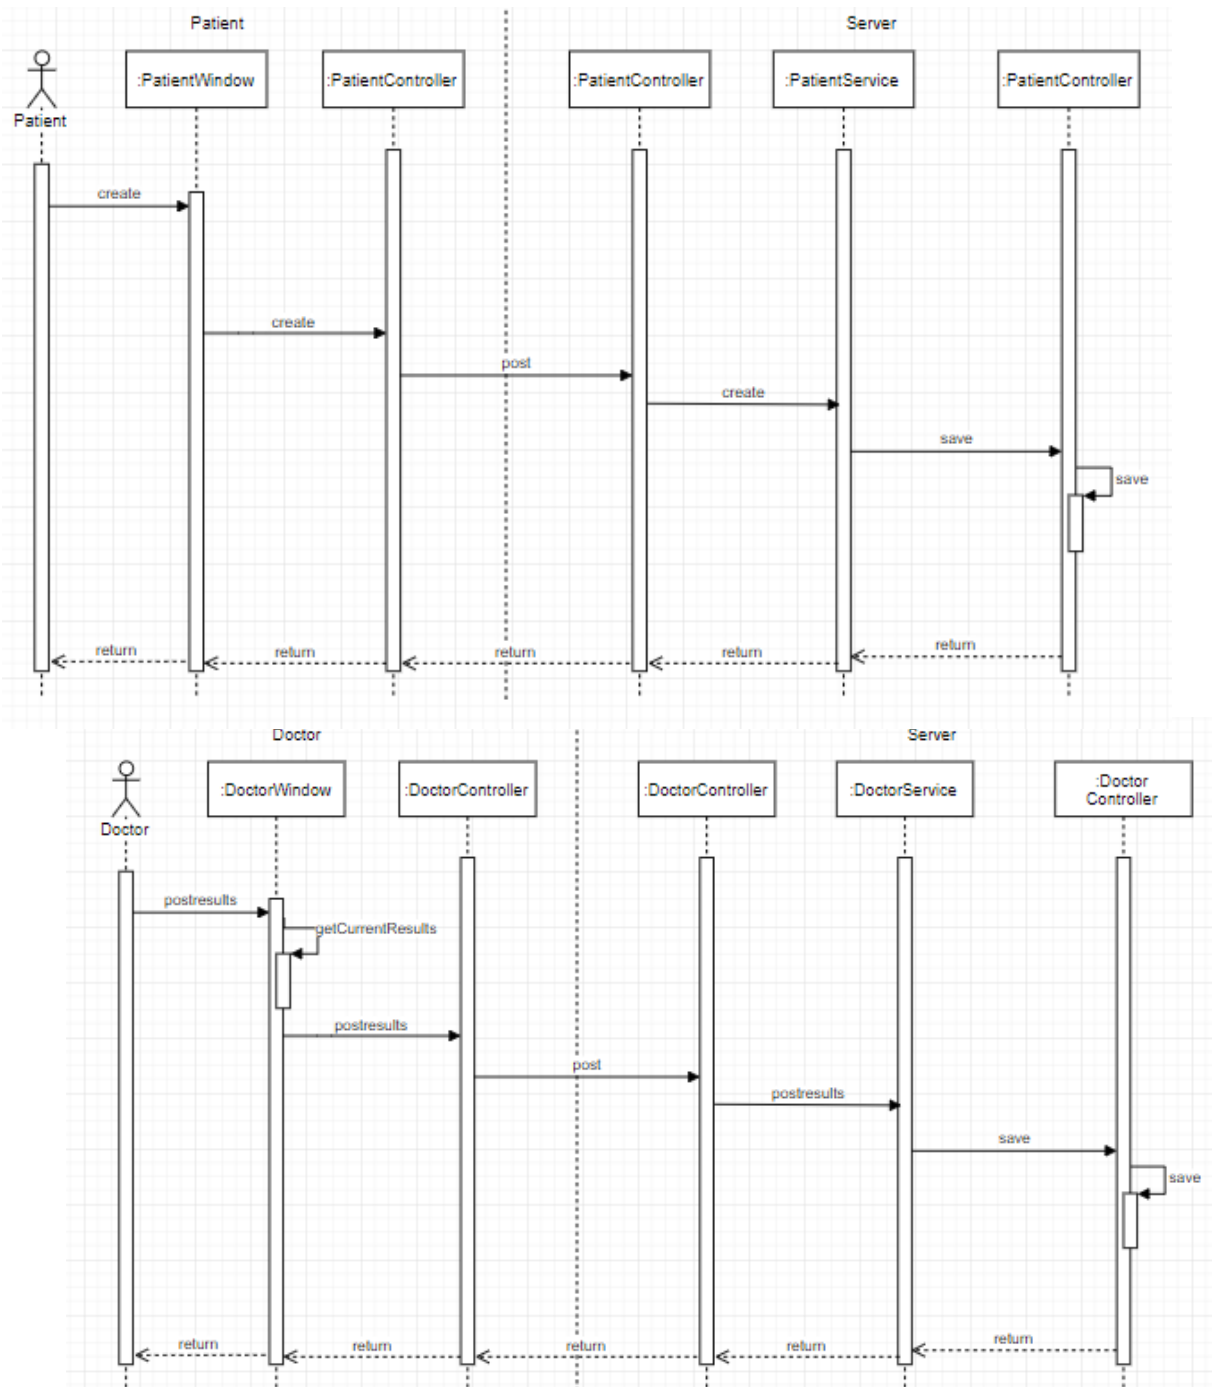 Patient
Server
:PatientWindow
:PatientController
:PatientController
:PatientService
:PatientController
Patient
create
create
post
create
save
save
return
return
return
return
return
Doctor
Server
:DoctorWindow
:DoctorController
:DoctorController
:DoctorService
:Doctor
Controller
Doctor
postresults
getCurrentResults
postresults
post
postresults
save
save
return
return
return
return
return